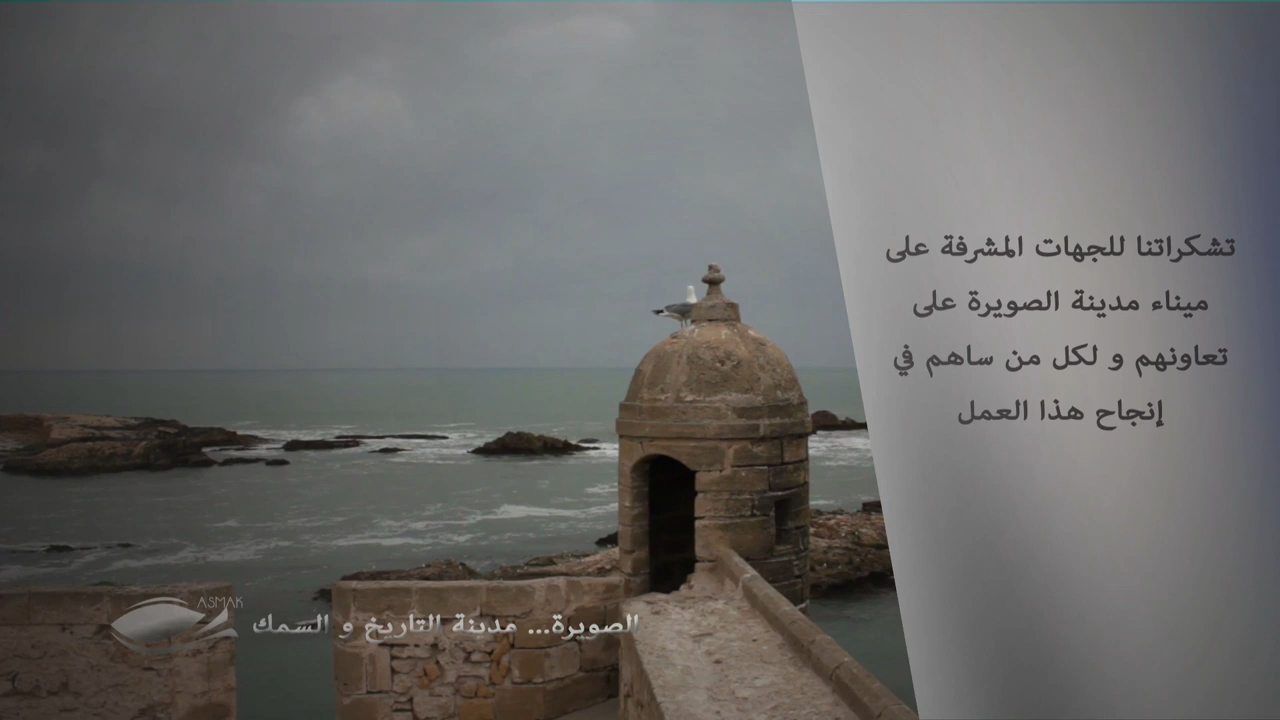 تشكراتنا للجهات المشرفة على
ميناء مدينة الصويرة على
تعاونهم و لكل من ساهم في
إنجاح هذا العمل
ASMAK
الصويرة... مدينة التاريخ و السمك